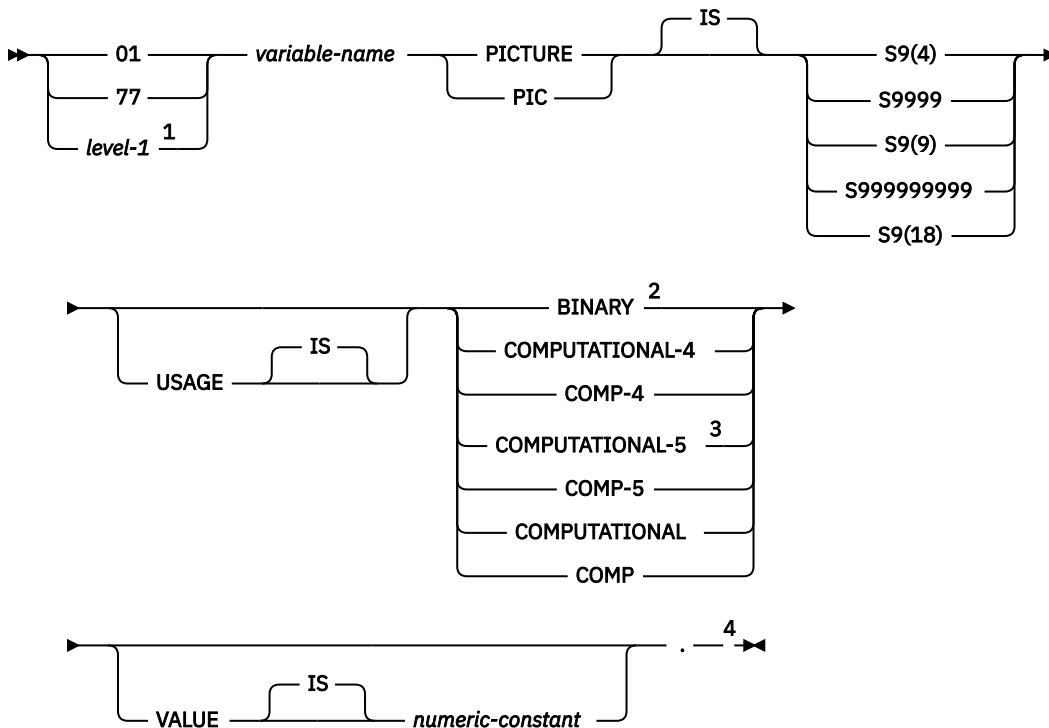 IS
01 variable-name PICTURE S9(4)
77 PIC S9999
level-1 1 S9(9)
S999999999
S9(18)
BINARY 2
IS COMPUTATIONAL-4
USAGE COMP-4
COMPUTATIONAL-5 3
COMP-5
COMPUTATIONAL
COMP
. 4
IS
VALUE numeric-constant